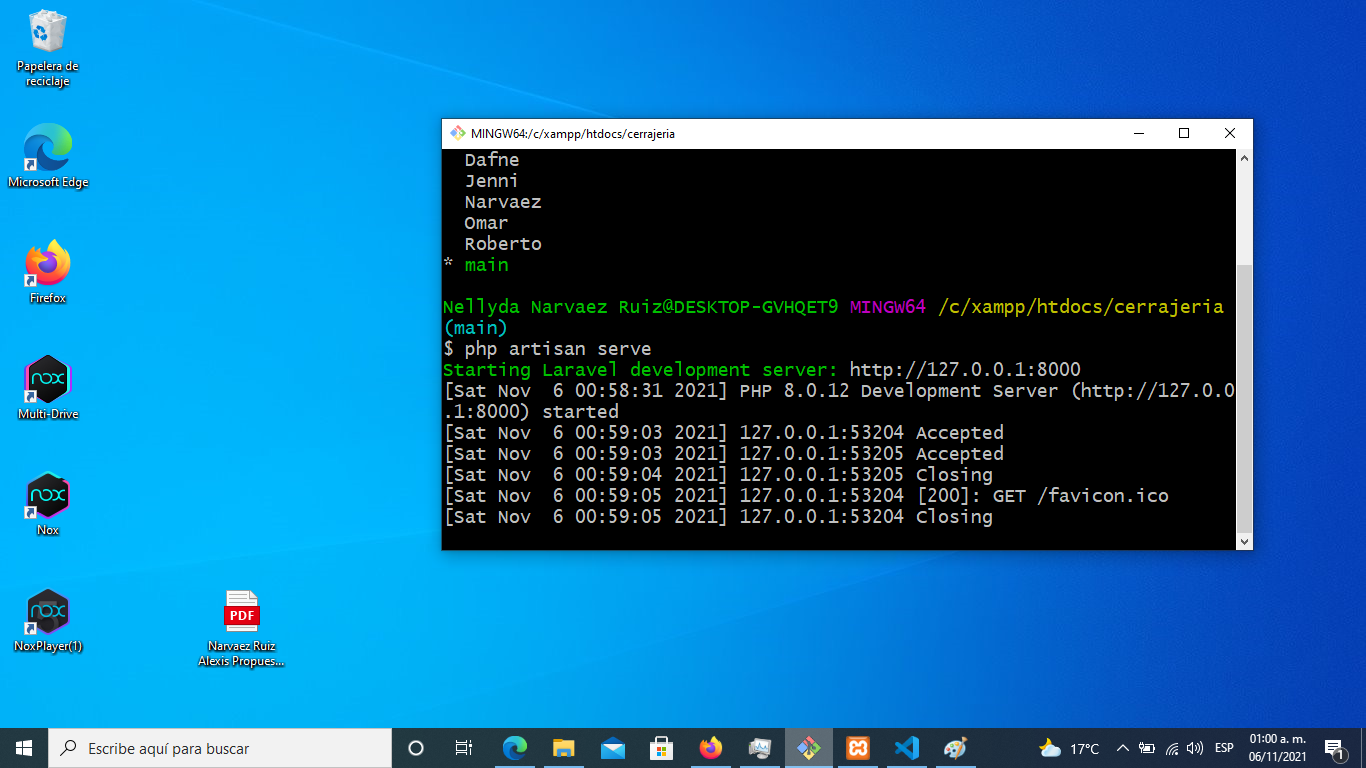 Papelera de
reciclaje
Microsoft Edge
Firefox
nox
Multi-Drive
nox
Nox
nox
NoxPlayer(1)
PDF
Narvaez Ruiz
Alexis Propues...
MINGW64:/c/xampp/htdocs/cerrajeria
Dafne
Jenni
Narvaez
Omar
Roberto
* main
Nellyda Narvaez Ruiz@DESKTOP-GVHQET9 MINGW64 /c/xampp/htdocs/cerrajeria
(main)
$ php artisan serve
Starting Laravel development server: http://127.0.0.1:8000
[Sat Nov  6 00:58:31 2021] PHP 8.0.12 Development Server (http://127.0.0
.1:8000) started
[Sat Nov  6 00:59:03 2021] 127.0.0.1:53204 Accepted
[Sat Nov  6 00:59:03 2021] 127.0.0.1:53205 Accepted
[Sat Nov  6 00:59:04 2021] 127.0.0.1:53205 Closing
[Sat Nov  6 00:59:05 2021] 127.0.0.1:53204 [200]: GET /favicon.ico
[Sat Nov  6 00:59:05 2021] 127.0.0.1:53204 Closing
Escribe aquí para buscar
17°C
ESP
01:00 a. m.
06/11/2021
1